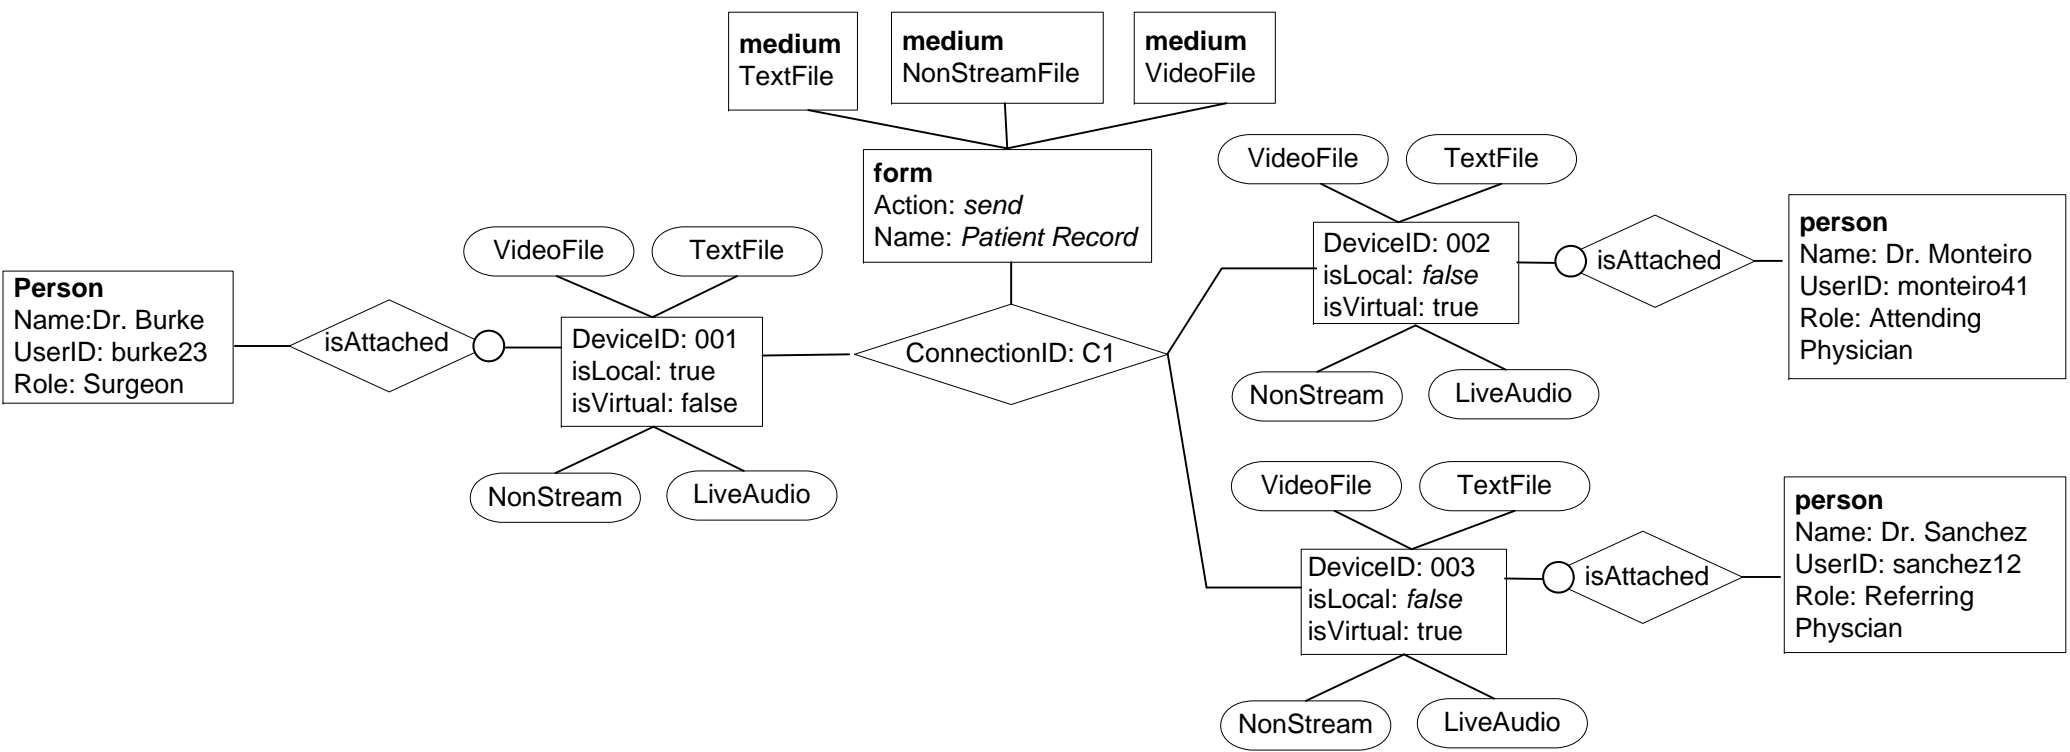 medium
TextFile
medium
NonStreamFile
medium
VideoFile
form
Action: send
Name: Patient Record
VideoFile
TextFile
Person
Name:Dr. Burke
UserID: burke23
Role: Surgeon
isAttached
DeviceID: 001
isLocal: true
isVirtual: false
NonStream
LiveAudio
ConnectionID: C1
VideoFile
TextFile
DeviceID: 002
isLocal: false
isVirtual: true
NonStream
LiveAudio
isAttached
person
Name: Dr. Monteiro
UserID: monteiro41
Role: Attending
Physician
VideoFile
TextFile
DeviceID: 003
isLocal: false
isVirtual: true
NonStream
LiveAudio
isAttached
person
Name: Dr. Sanchez
UserID: sanchez12
Role: Referring
Physcian